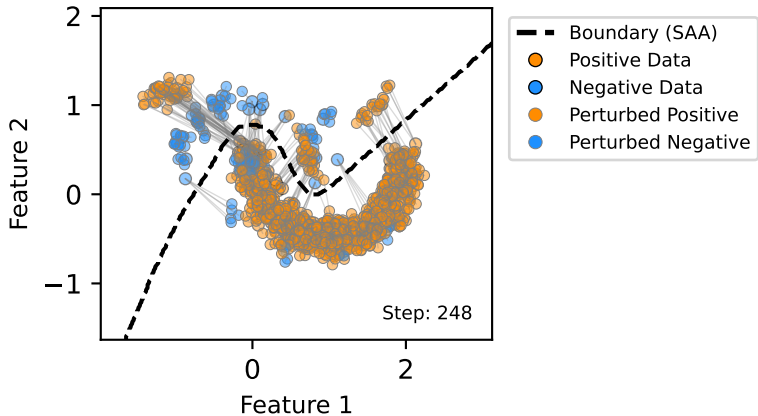 2
1
0
−1
0
2
Feature 2
Feature 1
Step: 248
Boundary (SAA)
Positive Data
Negative Data
Perturbed Positive
Perturbed Negative